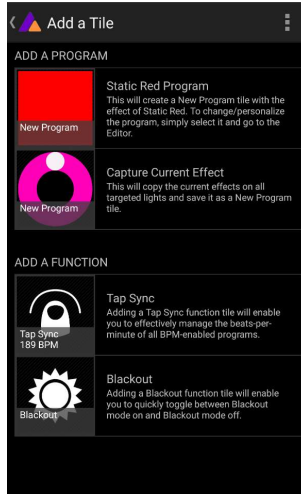 Add a Tile
ADD A PROGRAM
New Program
Static Red Program
This will create a New Program tile with the
effect of Static Red. To change/personalize
the program, simply select it and go to the
Editor.
New Program
Capture Current Effect
This will copy the current effects on all
targeted lights and save it as a New Program
tile.
ADD A FUNCTION
Tap Sync
189 BPM
Tap Sync
Adding a Tap Sync function tile will enable
you to effectively manage the beats-per-
minute of all BPM-enabled programs.
Blackout
Blackout
Adding a Blackout function tile will enable
you to quickly toggle between Blackout
mode on and Blackout mode off.